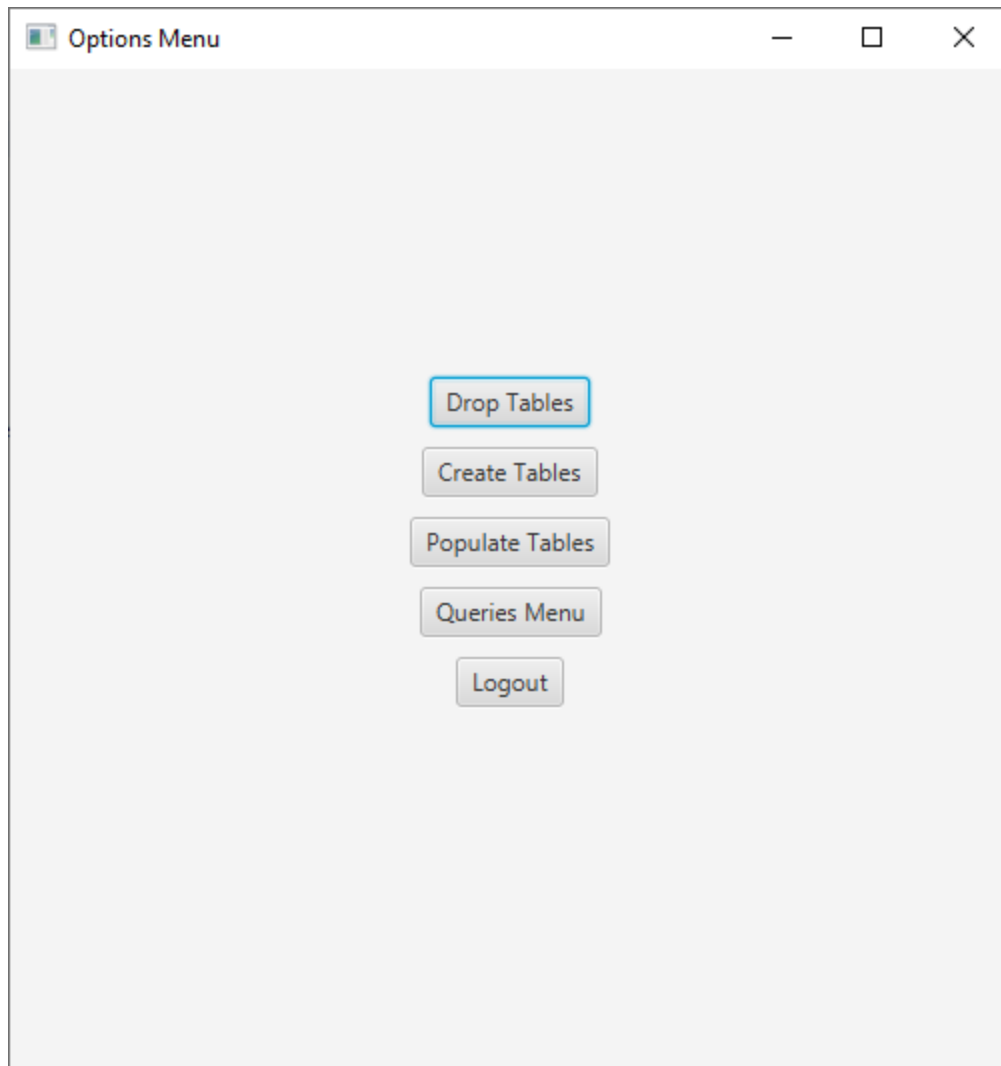 Options Menu
Drop Tables
Create Tables
Populate Tables
Queries Menu
Logout